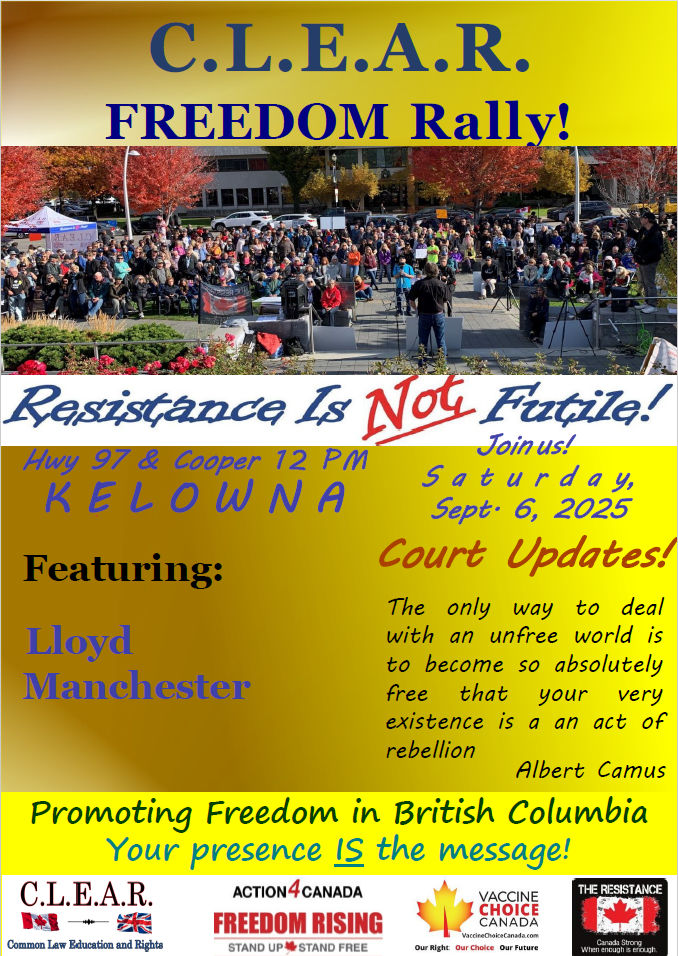 C.L.E.A.R.
FREEDOM Rally!
Resistance Is Not Futile!
Hwy 97 & Cooper 12 PM
KELOWNA
Join us!
Saturday,
Sept. 6, 2025
Court Updates!
Featuring:
Lloyd
Manchester
The only way to deal
with an unfree world is
to become so absolutely
free that your very
existence is a an act of
rebellion
Albert Camus
Promoting Freedom in British Columbia
Your presence IS the message!
C.L.E.A.R.
Common Law Education and Rights
ACTION4CANADA
FREEDOM RISING
STAND UP STAND FREE
VACCINE
CHOICE
CANADA
VaccineChoiceCanada.com
Our Right. Our Choice. Our Future
THE RESISTANCE
Canada Strong
When enough is enough.